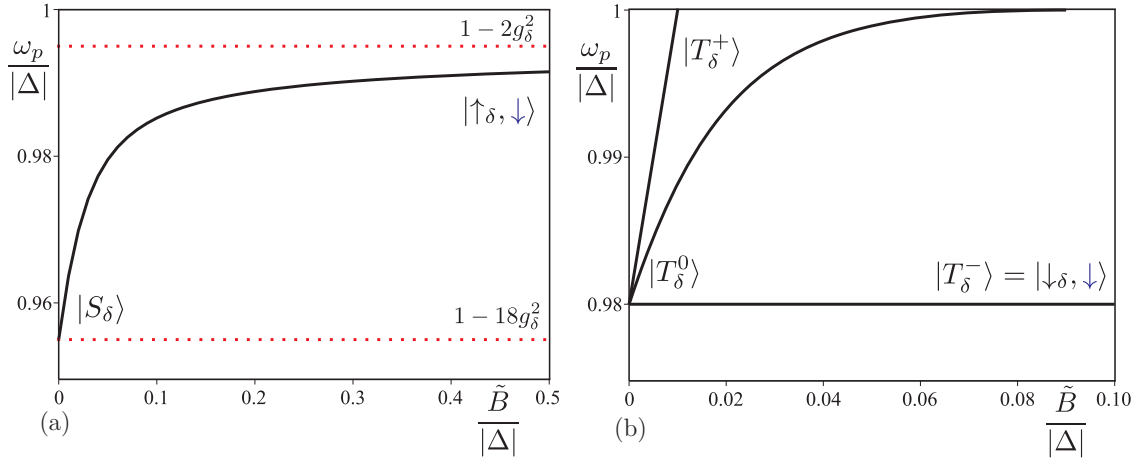 1
ω_p
|Δ|
0.98
0.96
1 − 2g_δ^2
|↑_δ, ↓⟩
|S_δ⟩
1 − 18g_δ^2
0
0.1
0.2
0.3
0.4
0.5
B̃
|Δ|
(a)
1
ω_p
|Δ|
0.99
0.98
|T_δ^+⟩
|T_δ^0⟩
|T_δ^−⟩ = |↓_δ, ↓⟩
0
0.02
0.04
0.06
0.08
0.10
B̃
|Δ|
(b)